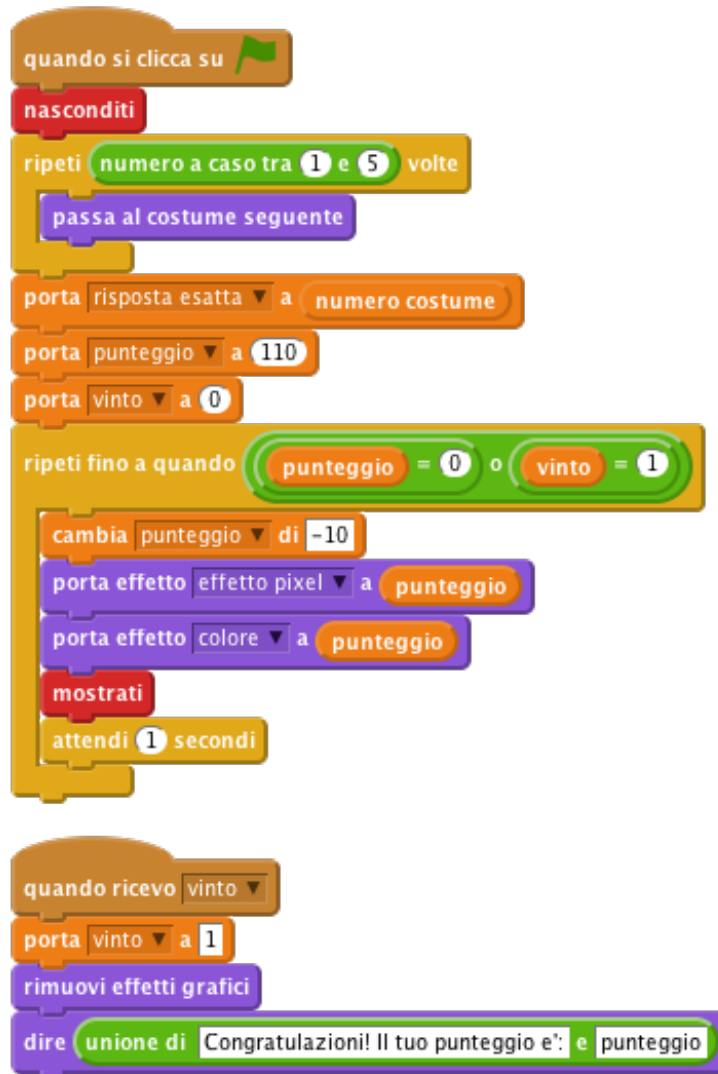 quando si clicca su
nasconditi
ripeti numero a caso tra 1 e 5 volte
passa al costume seguente
porta risposta esatta a numero costume
porta punteggio a 110
porta vinto a 0
ripeti fino a quando punteggio = 0 o vinto = 1
cambia punteggio di -10
porta effetto effetto pixel a punteggio
porta effetto colore a punteggio
mostrati
attendi 1 secondi
quando ricevo vinto
porta vinto a 1
rimuovi effetti grafici
dire unione di Congratulazioni! Il tuo punteggio e': e punteggio